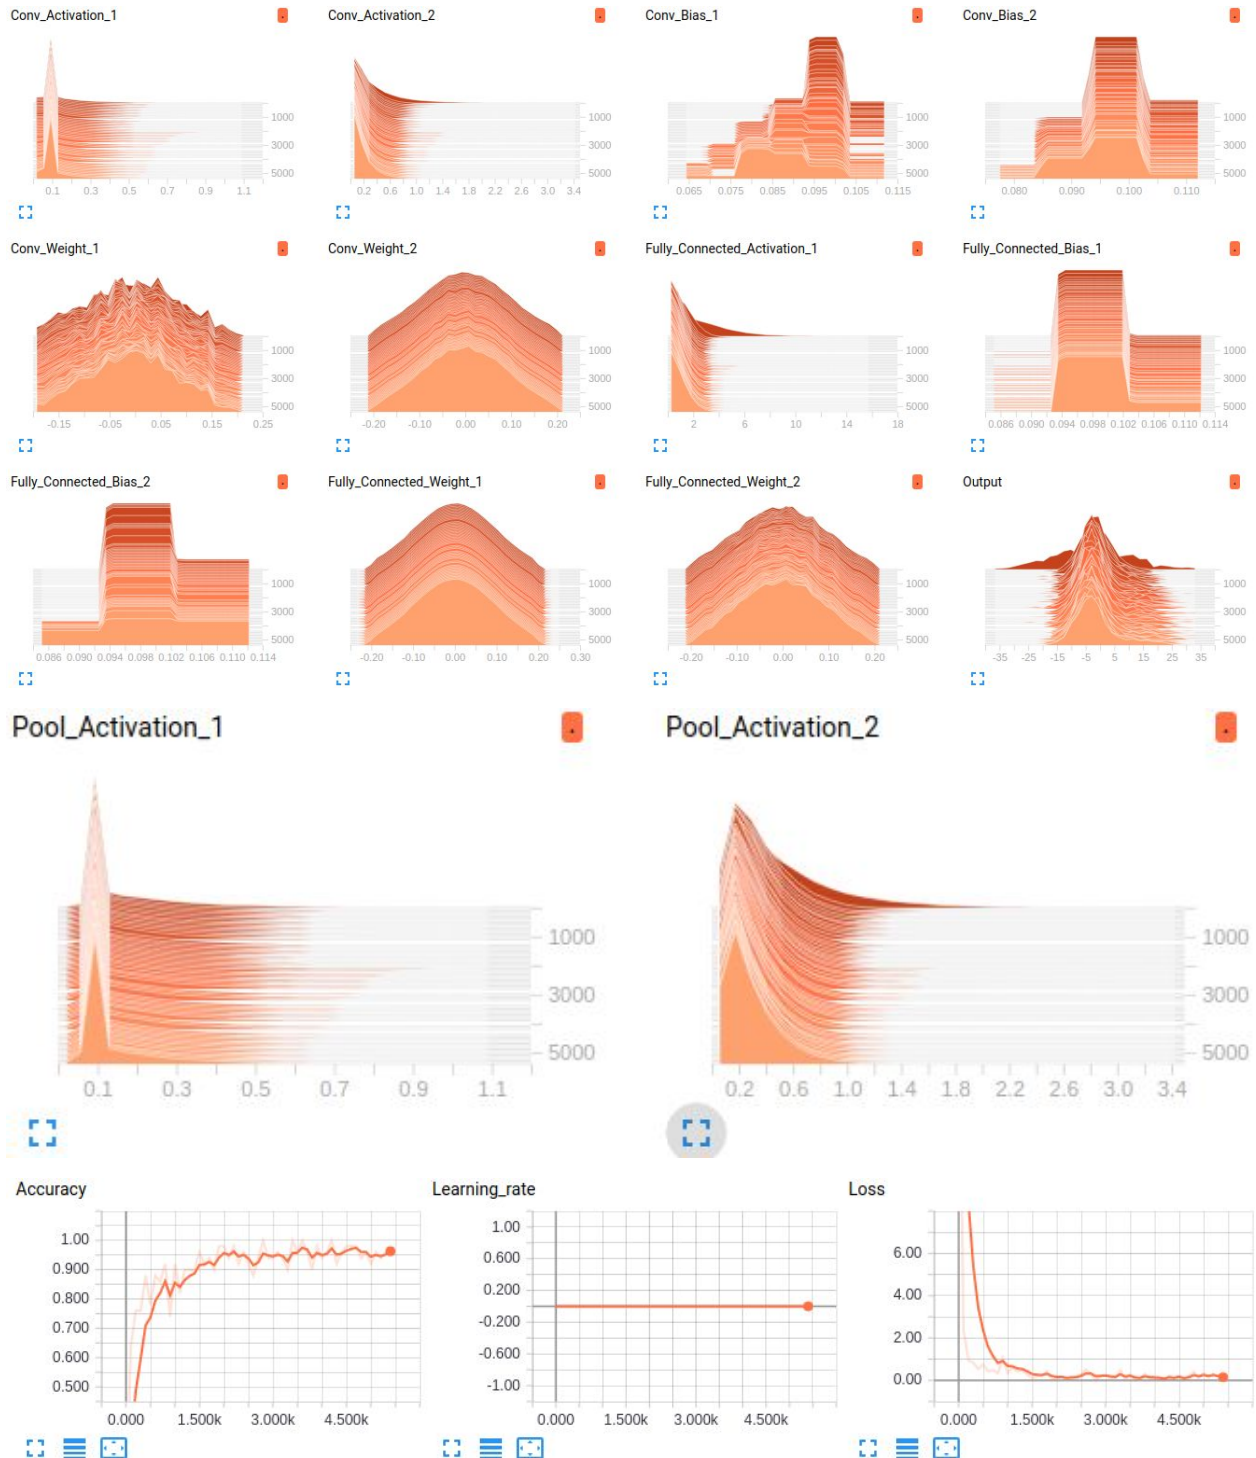 Conv_Activation_1 Conv_Activation_2 Conv_Bias_1 Conv_Bias_2
1000 1000 1000 1000
3000 3000 3000 3000
5000 5000 5000 5000
0.1 0.3 0.5 0.7 0.9 1.1 0.2 0.6 1.0 1.4 1.8 2.2 2.6 3.0 3.4 0.065 0.075 0.085 0.095 0.105 0.115 0.080 0.090 0.100 0.110
Conv_Weight_1 Conv_Weight_2 Fully_Connected_Activation_1 Fully_Connected_Bias_1
1000 1000 1000 1000
3000 3000 3000 3000
5000 5000 5000 5000
-0.15 -0.05 0.05 0.15 0.25 -0.20 -0.10 0.00 0.10 0.20 2 6 10 14 18 0.086 0.090 0.094 0.098 0.102 0.106 0.110 0.114
Fully_Connected_Bias_2 Fully_Connected_Weight_1 Fully_Connected_Weight_2 Output
1000 1000 1000 1000
3000 3000 3000 3000
5000 5000 5000 5000
0.086 0.090 0.094 0.098 0.102 0.106 0.110 0.114 -0.20 -0.10 0.00 0.10 0.20 0.30 -0.20 -0.10 0.00 0.10 0.20 -35 -25 -15 -5 5 15 25 35
Pool_Activation_1 Pool_Activation_2
1000 1000
3000 3000
5000 5000
0.1 0.3 0.5 0.7 0.9 1.1 0.2 0.6 1.0 1.4 1.8 2.2 2.6 3.0 3.4
Accuracy Learning_rate Loss
1.00 1.00 6.00
0.900 0.600 4.00
0.800 0.200 2.00
0.700 -0.200 0.00
0.600 -0.600
0.500 -1.00
0.000 1.500k 3.000k 4.500k 0.000 1.500k 3.000k 4.500k 0.000 1.500k 3.000k 4.500k